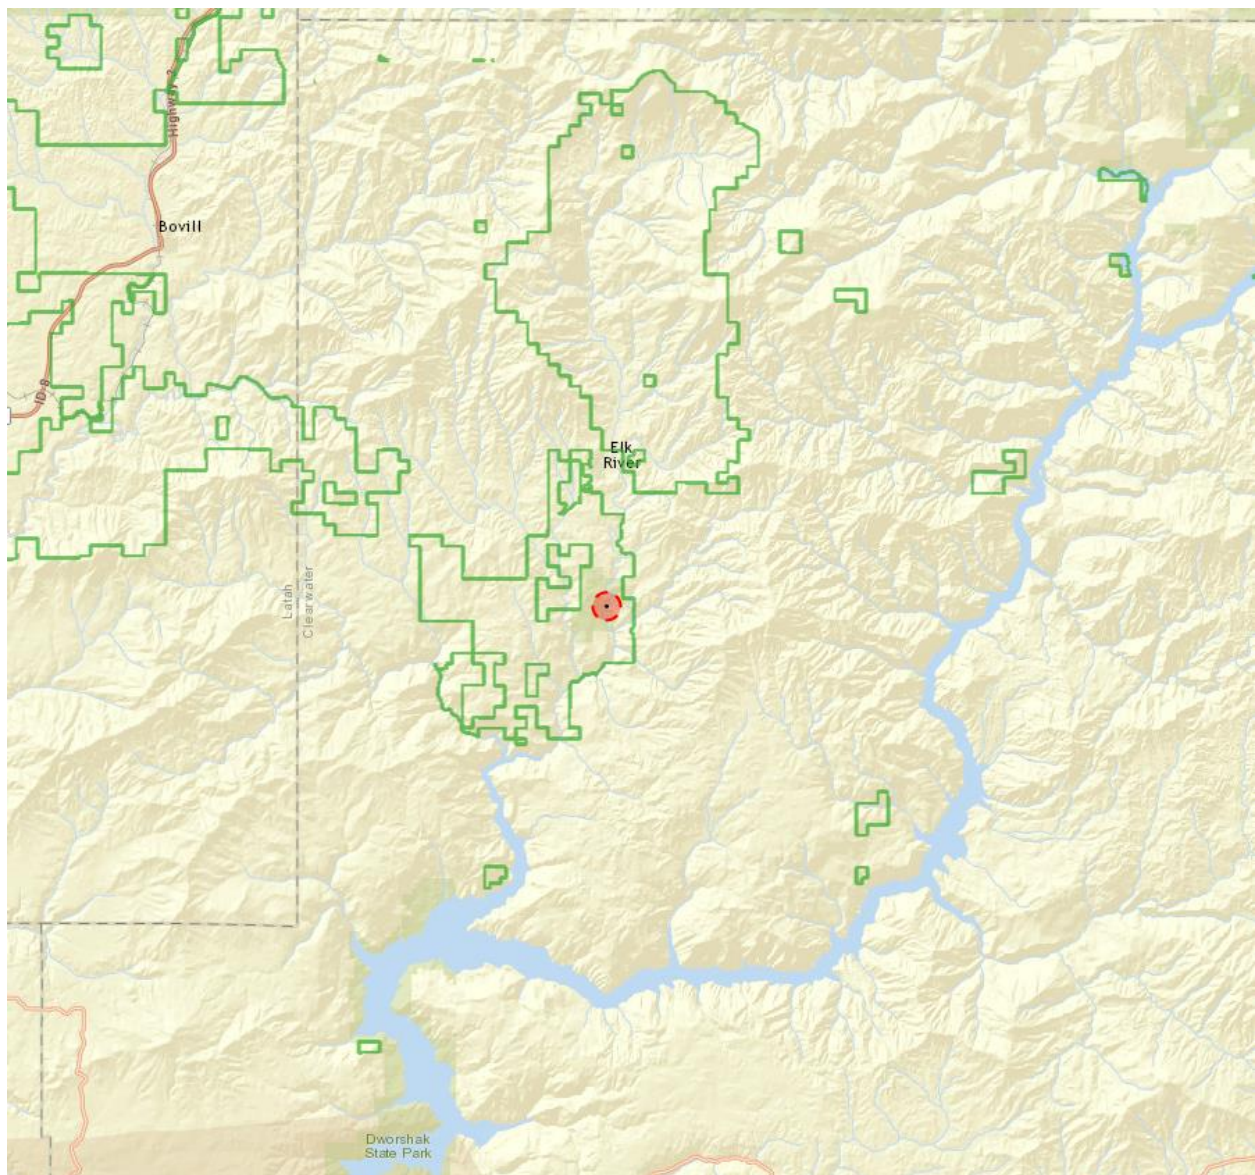 Highway 3
Bovill
ID-8
Elk
River
Latah
Clearwater
Dworshak
State Park